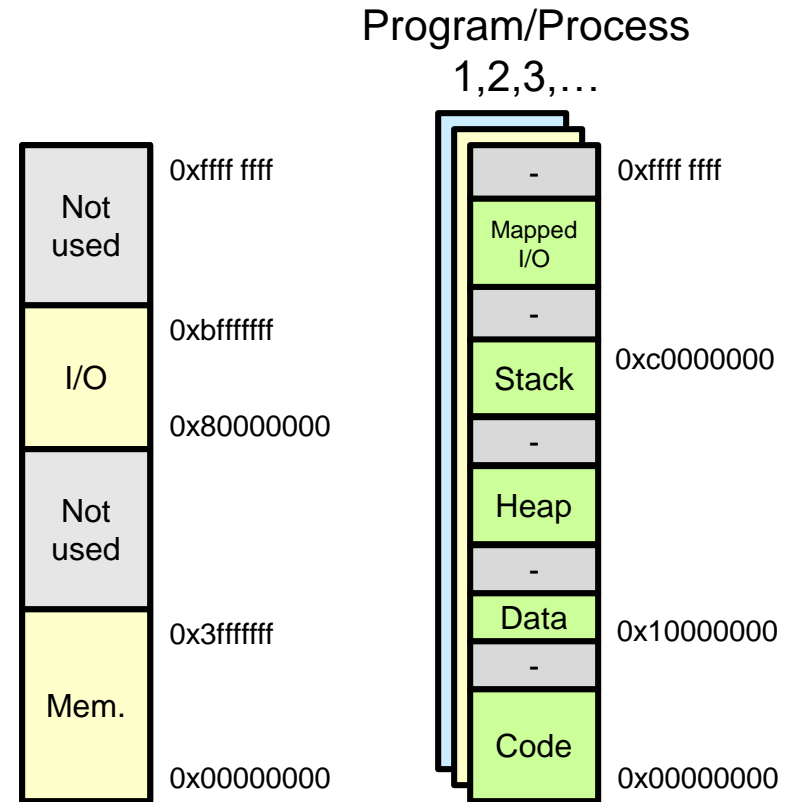 Program/Process
1,2,3,…
0xffff ffff
Not
used
0xbfffffff
I/O
0x80000000
Not
used
0x3fffffff
Mem.
0x00000000
-
0xffff ffff
Mapped
I/O
-
0xc0000000
Stack
-
Heap
-
Data
0x10000000
-
Code
0x00000000